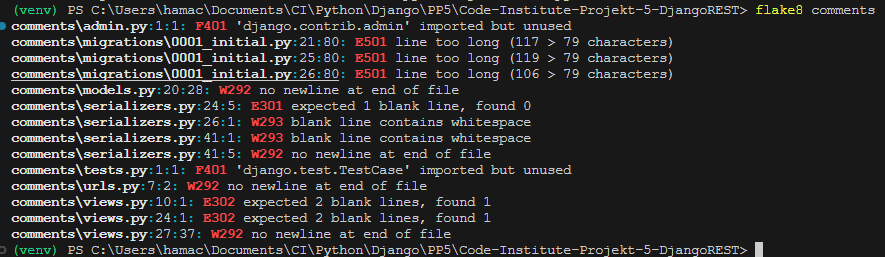 (venv) PS C:\Users\hamac\Documents\CI\Python\Django\PP5\Code-Institute-Projekt-5-DjangoREST> flake8 comments
comments\admin.py:1:1: F401 'django.contrib.admin' imported but unused
comments\migrations\0001_initial.py:21:80: E501 line too long (117 > 79 characters)
comments\migrations\0001_initial.py:25:80: E501 line too long (119 > 79 characters)
comments\migrations\0001_initial.py:26:80: E501 line too long (106 > 79 characters)
comments\models.py:20:28: W292 no newline at end of file
comments\serializers.py:24:5: E301 expected 1 blank line, found 0
comments\serializers.py:26:1: W293 blank line contains whitespace
comments\serializers.py:41:1: W293 blank line contains whitespace
comments\serializers.py:41:5: W292 no newline at end of file
comments\tests.py:1:1: F401 'django.test.TestCase' imported but unused
comments\urls.py:7:2: W292 no newline at end of file
comments\views.py:10:1: E302 expected 2 blank lines, found 1
comments\views.py:24:1: E302 expected 2 blank lines, found 1
comments\views.py:27:37: W292 no newline at end of file
(venv) PS C:\Users\hamac\Documents\CI\Python\Django\PP5\Code-Institute-Projekt-5-DjangoREST>